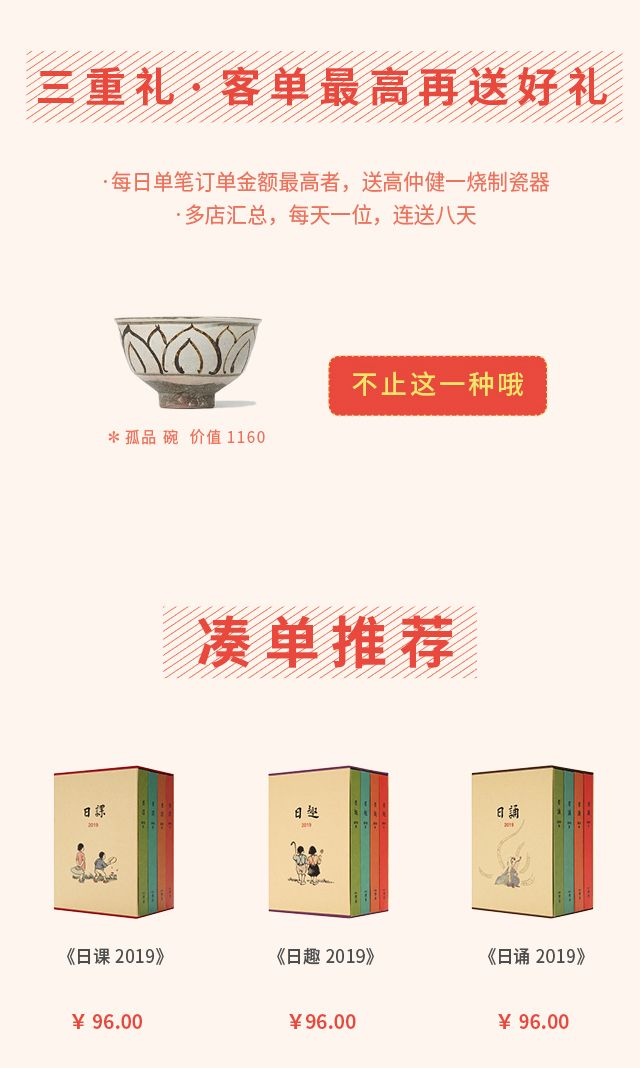 三重礼·客单最高再送好礼
·每日单笔订单金额最高者，送高仲健一烧制瓷器
·多店汇总，每天一位，连送八天
不止这一种哦
＊孤品 碗 价值 1160
凑单推荐
日課
2019
日趣
2019
日誦
2019
《日课 2019》
《日趣 2019》
《日诵 2019》
¥ 96.00
¥96.00
¥ 96.00